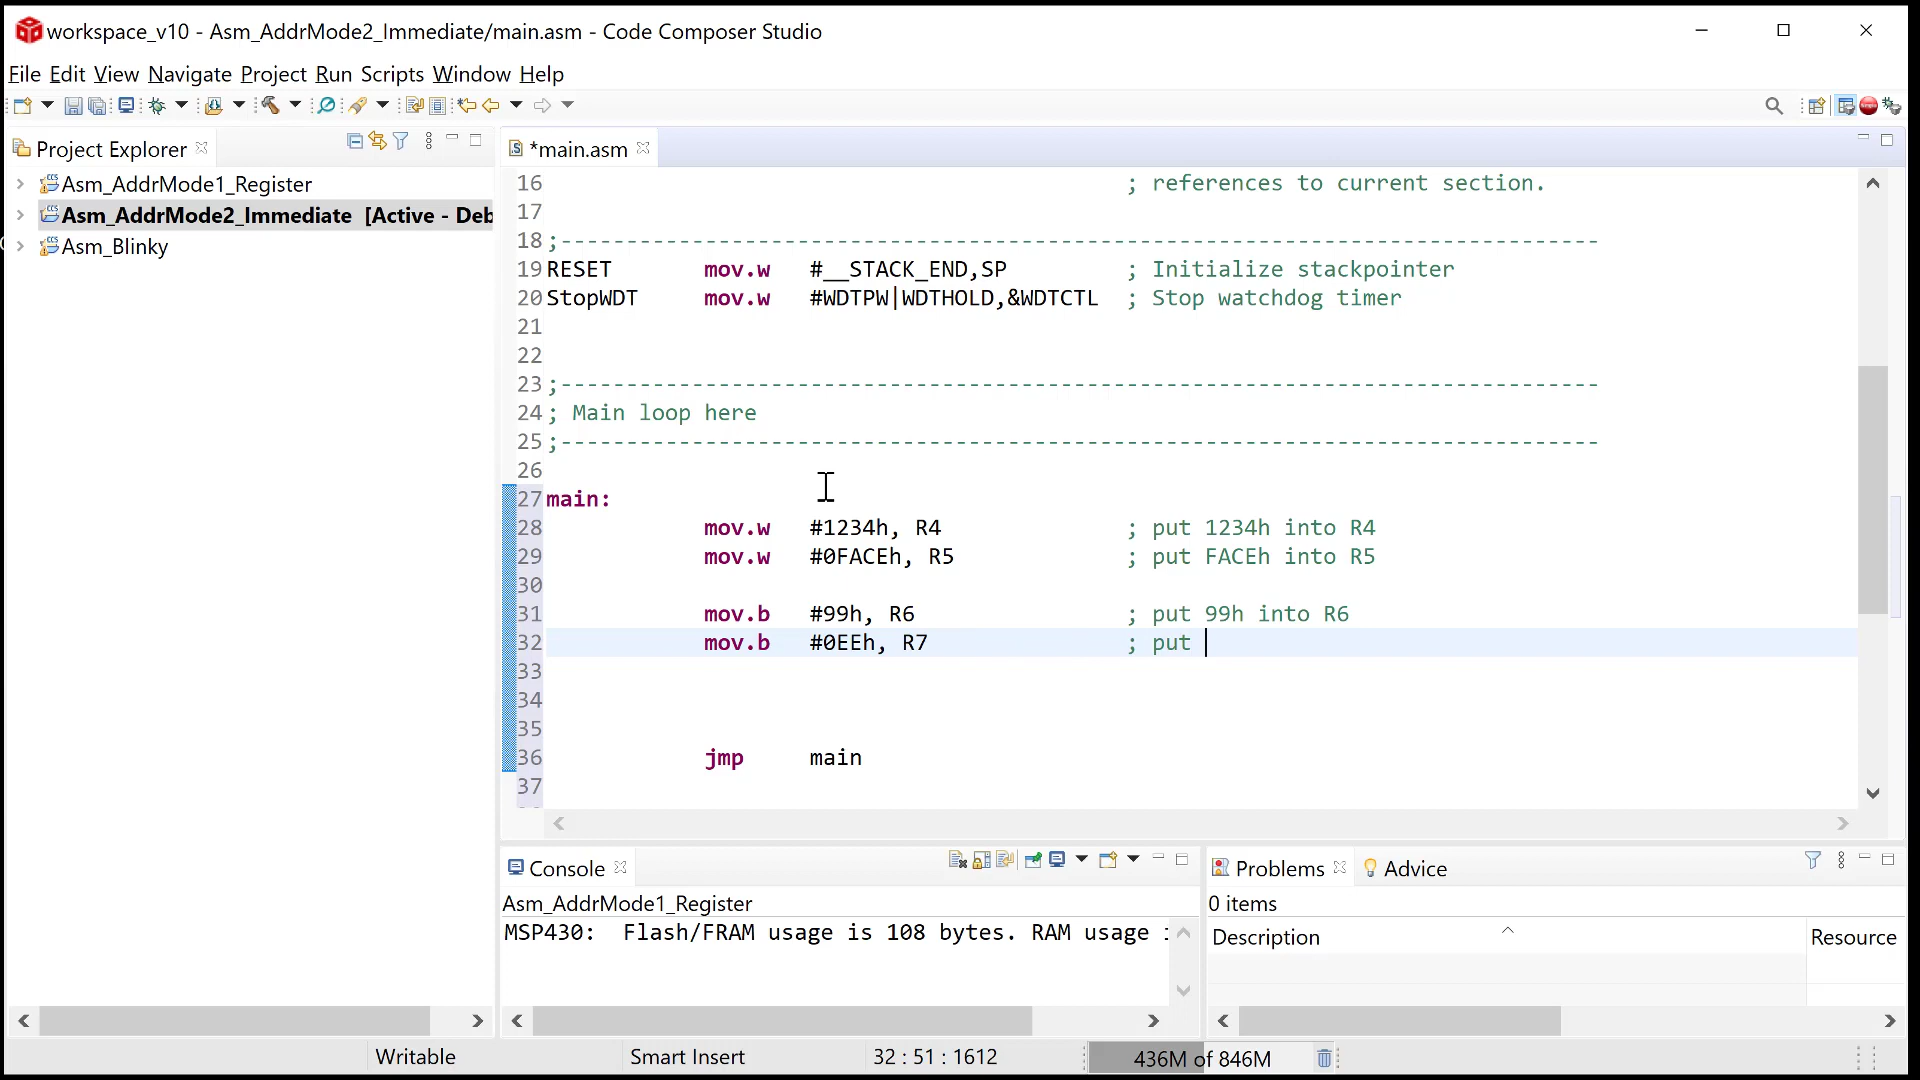 workspace_v10 - Asm_AddrMode2_Immediate/main.asm - Code Composer Studio
File Edit View Navigate Project Run Scripts Window Help
Project Explorer
Asm_AddrMode1_Register
Asm_AddrMode2_Immediate [Active - Deb
Asm_Blinky
*main.asm
16 ; references to current section.
17
18 ;-------------------------------------------------------------------------------
19 RESET mov.w #__STACK_END,SP ; Initialize stackpointer
20 StopWDT mov.w #WDTPW|WDTHOLD,&WDTCTL ; Stop watchdog timer
21
22
23 ;-------------------------------------------------------------------------------
24 ; Main loop here
25 ;-------------------------------------------------------------------------------
26
27 main:
28 mov.w #1234h, R4 ; put 1234h into R4
29 mov.w #0FACEh, R5 ; put FACEh into R5
30
31 mov.b #99h, R6 ; put 99h into R6
32 mov.b #0EEh, R7 ; put
33
34
35
36 jmp main
37
Console
Asm_AddrMode1_Register
MSP430: Flash/FRAM usage is 108 bytes. RAM usage
Problems Advice
0 items
Description Resource
Writable Smart Insert 32 : 51 : 1612 436M of 846M